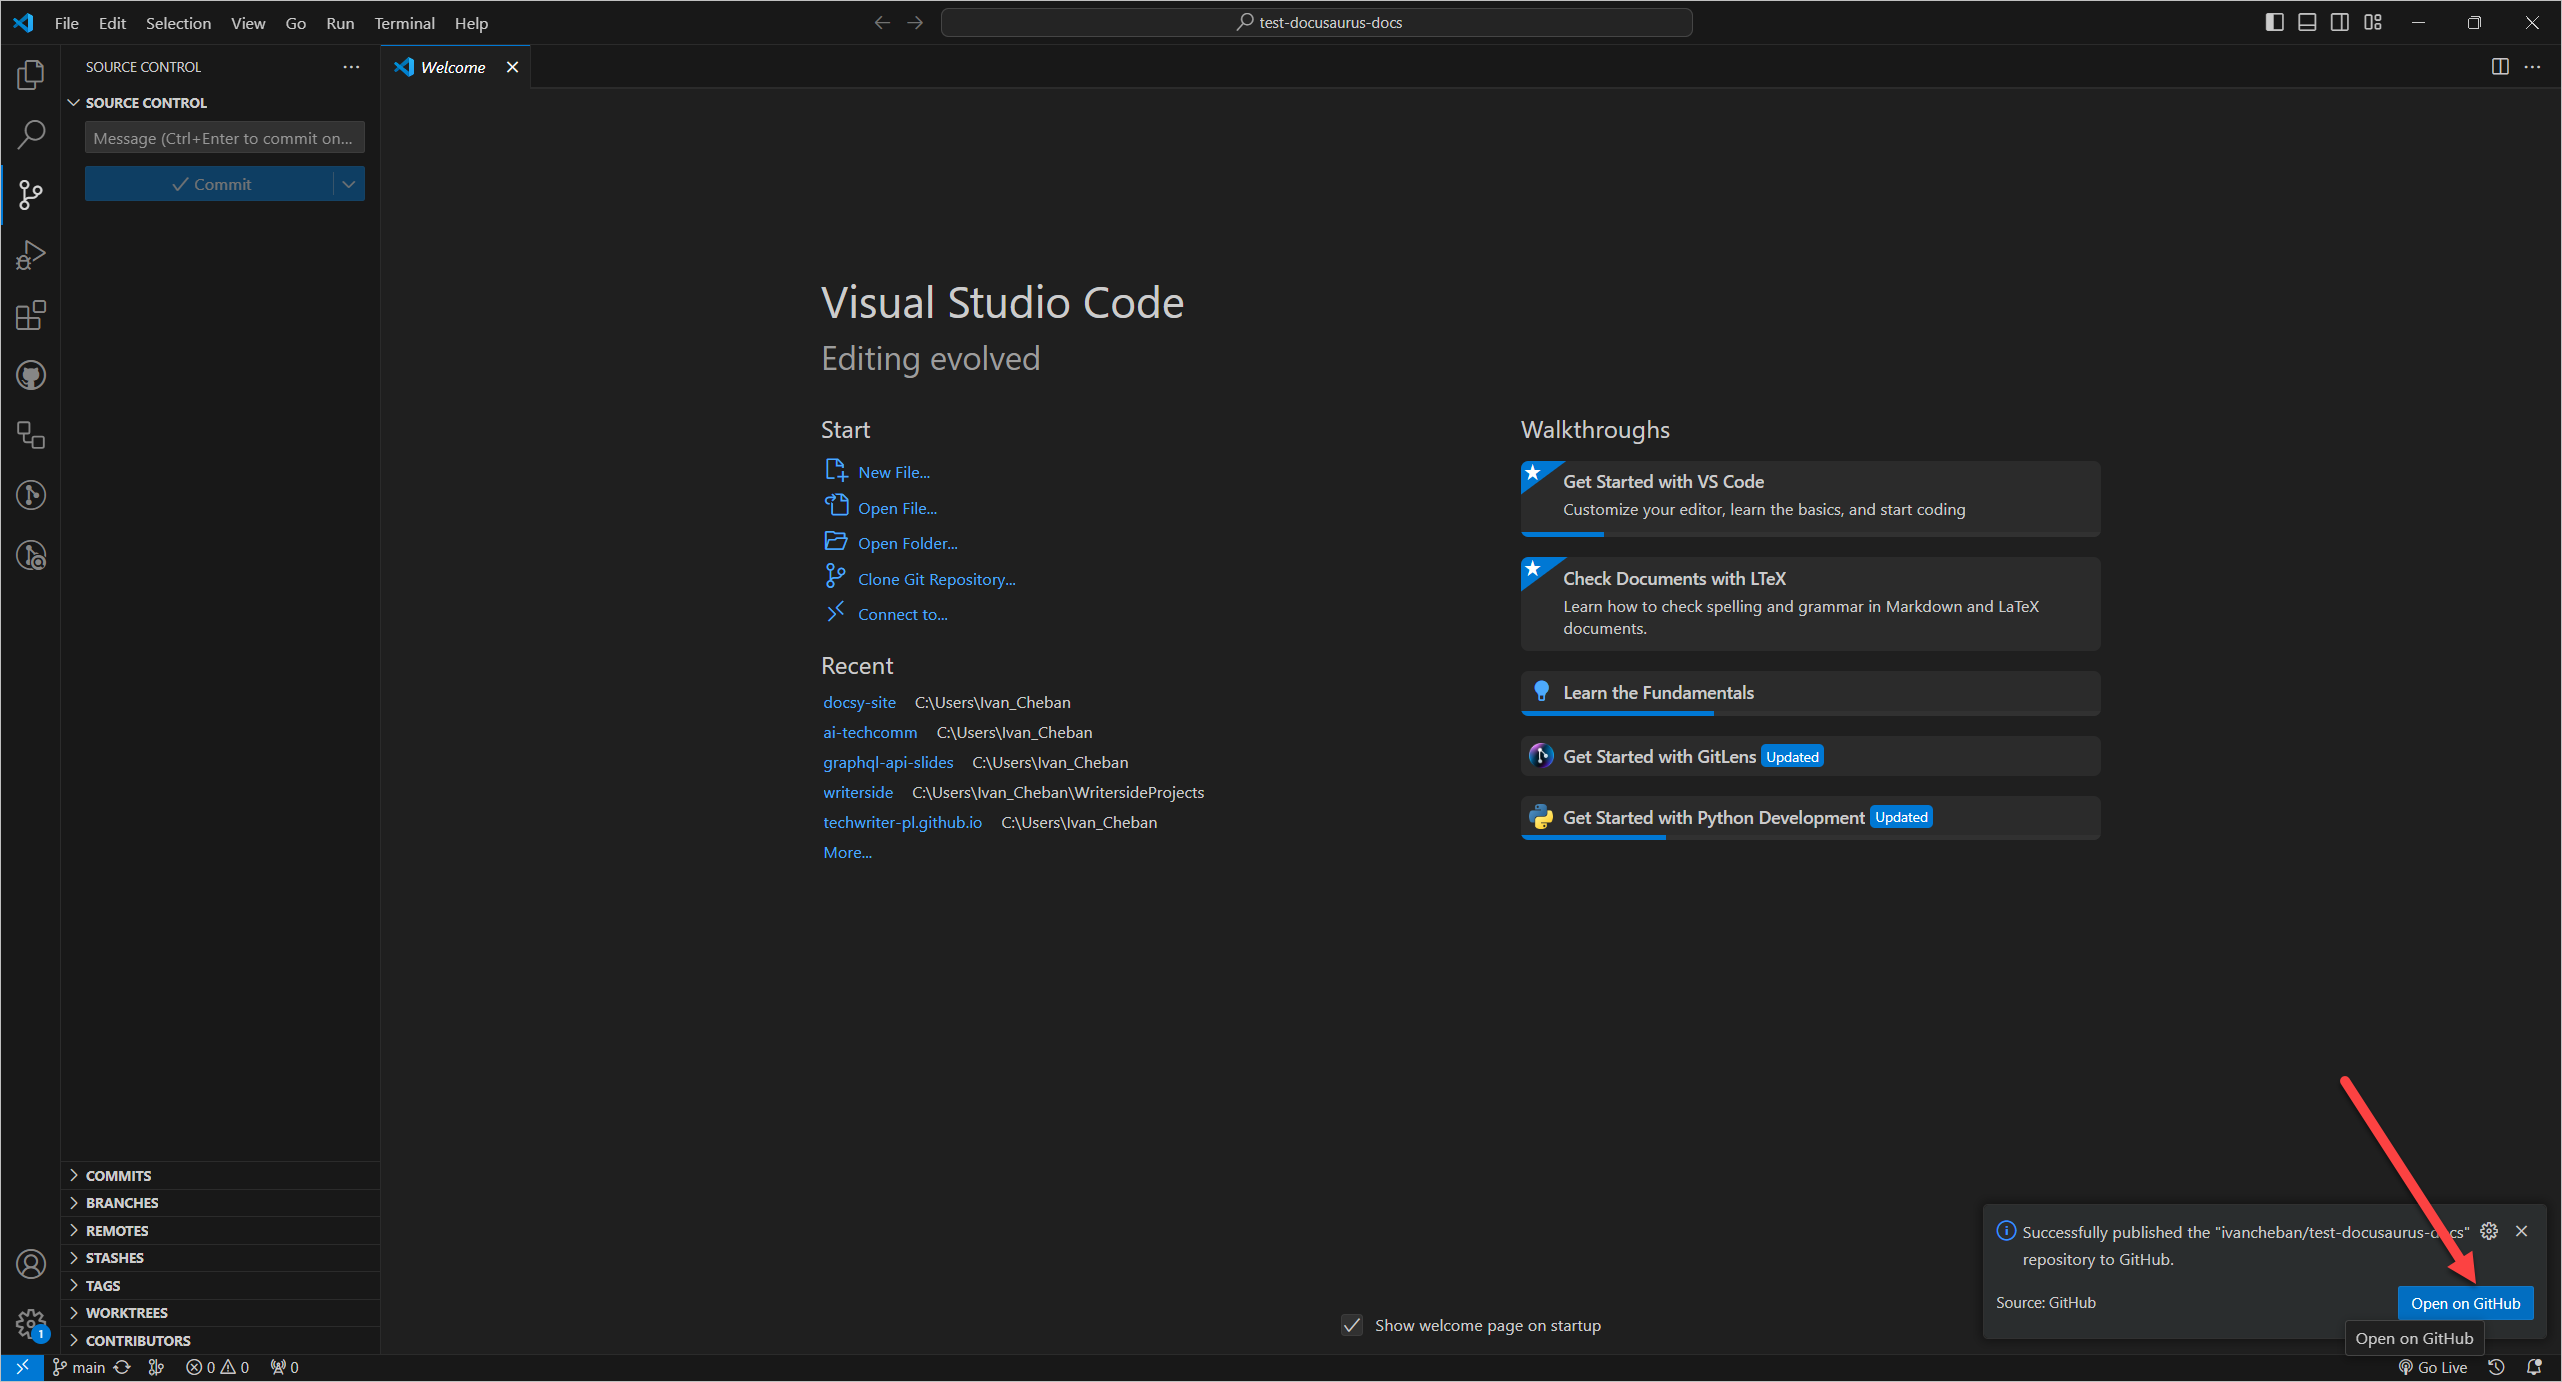 File Edit Selection View Go Run Terminal Help
test-docusaurus-docs
SOURCE CONTROL
Welcome
SOURCE CONTROL
Message (Ctrl+Enter to commit on...
Commit
Visual Studio Code
Editing evolved
Start
New File...
Open File...
Open Folder...
Clone Git Repository...
Connect to...
Recent
docsy-site C:\Users\Ivan_Cheban
ai-techcomm C:\Users\Ivan_Cheban
graphql-api-slides C:\Users\Ivan_Cheban
writerside C:\Users\Ivan_Cheban\WritersideProjects
techwriter-pl.github.io C:\Users\Ivan_Cheban
More...
Walkthroughs
Get Started with VS Code
Customize your editor, learn the basics, and start coding
Check Documents with LTeX
Learn how to check spelling and grammar in Markdown and LaTeX
documents.
Learn the Fundamentals
Get Started with GitLens Updated
Get Started with Python Development Updated
COMMITS
BRANCHES
REMOTES
STASHES
TAGS
WORKTREES
CONTRIBUTORS
1
Successfully published the "ivancheban/test-docusaurus-docs"
repository to GitHub.
Source: GitHub
Open on GitHub
Open on GitHub
Show welcome page on startup
main 0 0 0
Go Live